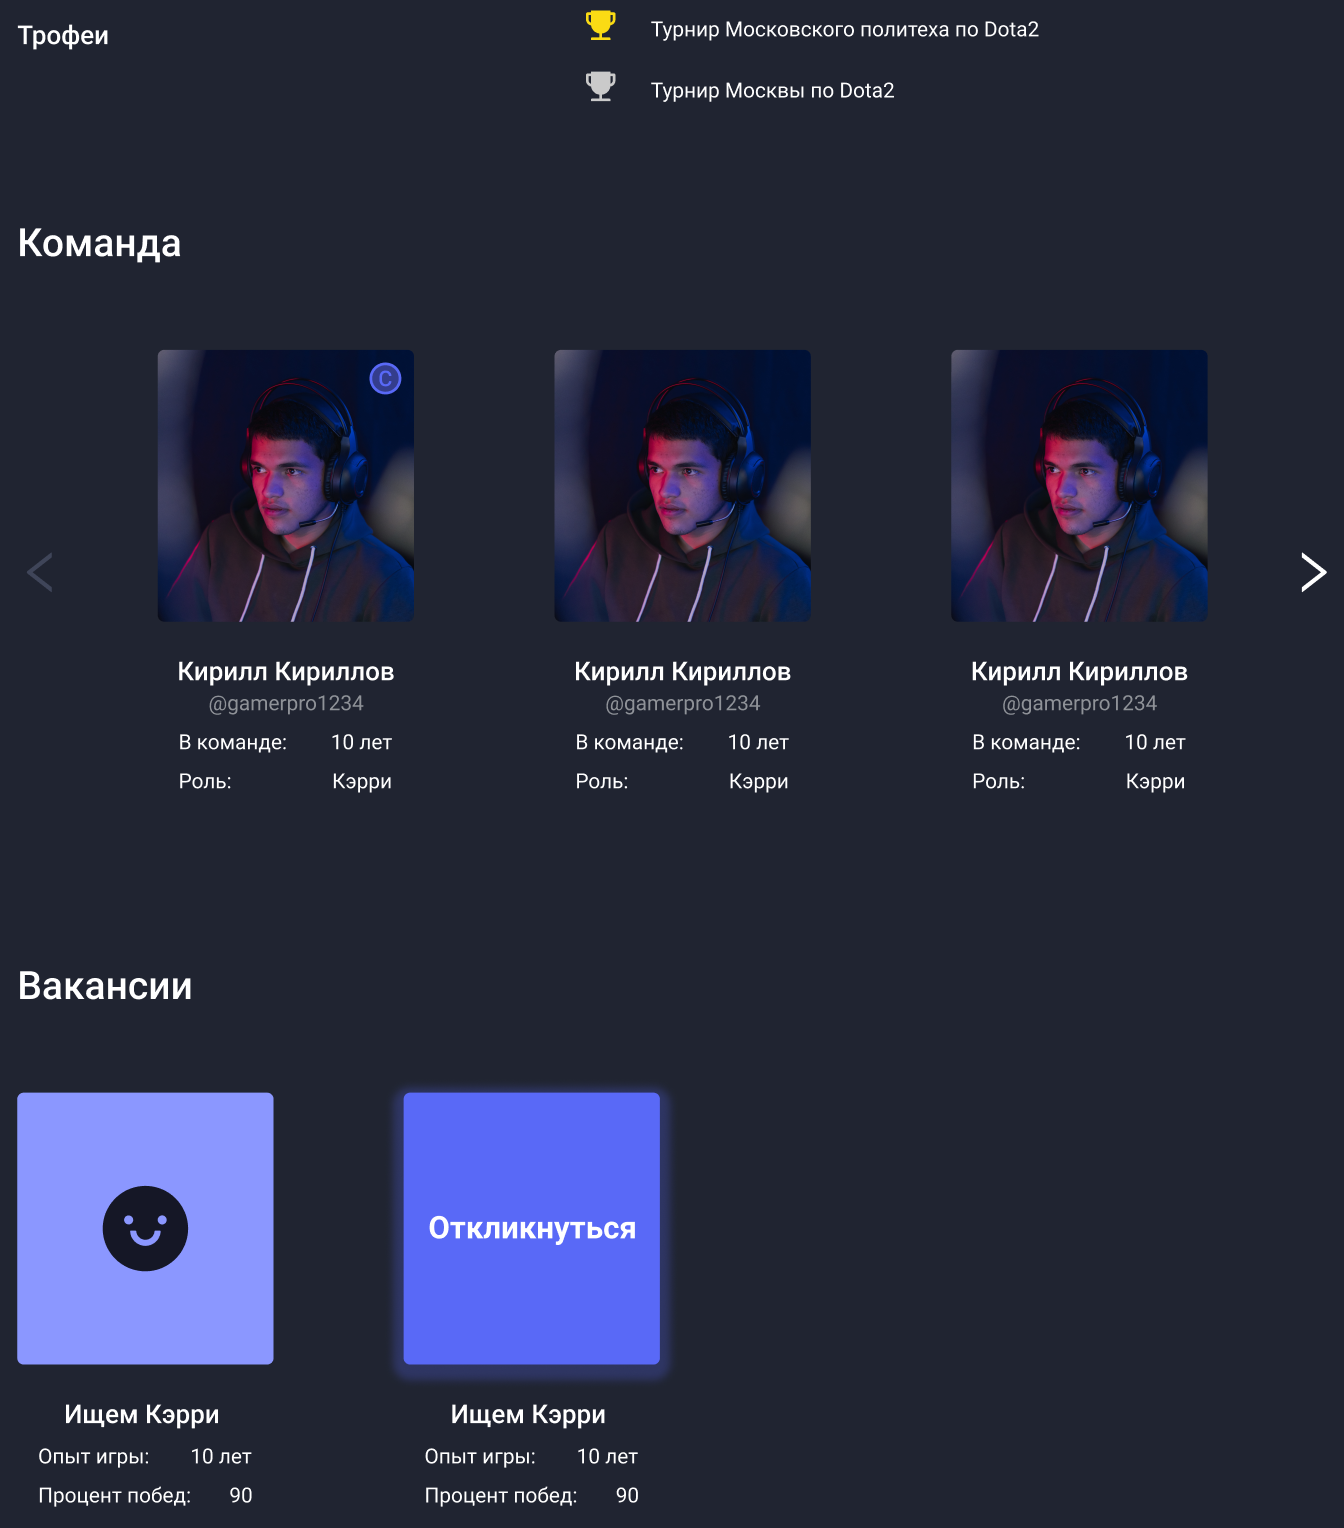 Трофеи
Турнир Московского политеха по Dota2
Турнир Москвы по Dota2
Команда
C
Кирилл Кириллов
@gamerpro1234
В команде: 10 лет
Роль: Кэрри
Кирилл Кириллов
@gamerpro1234
В команде: 10 лет
Роль: Кэрри
Кирилл Кириллов
@gamerpro1234
В команде: 10 лет
Роль: Кэрри
Вакансии
Ищем Кэрри
Опыт игры: 10 лет
Процент побед: 90
Откликнуться
Ищем Кэрри
Опыт игры: 10 лет
Процент побед: 90